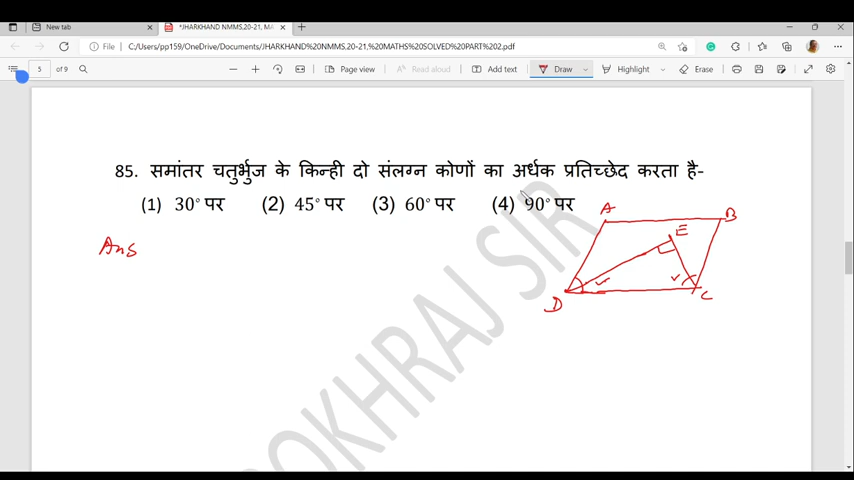 New tab
*JHARKHAND NMMS,20-21, MA
File
C:/Users/pp159/OneDrive/Documents/JHARKHAND%20NMMS.20-21,%20MATHS%20SOLVED%20PART%202.pdf
5 of 9
Page view
Read aloud
Add text
Draw
Highlight
Erase
85. समांतर चतुर्भुज के किन्ही दो संलग्न कोणों का अर्धक प्रतिच्छेद करता है-
(1) 30° पर (2) 45° पर (3) 60° पर (4) 90° पर
A
B
E
Ans
D
C
POKHRAJ SIR